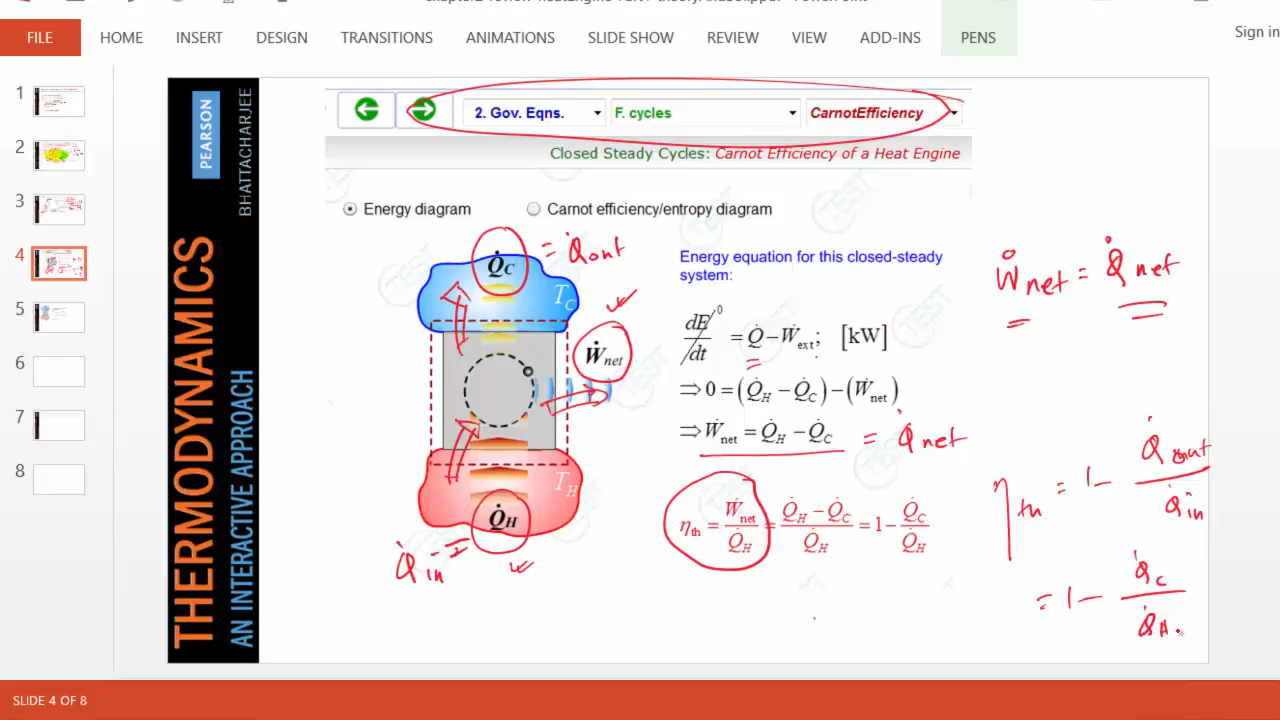 FILE HOME INSERT DESIGN TRANSITIONS ANIMATIONS SLIDE SHOW REVIEW VIEW ADD-INS PENS Sign in
1
2
3
4
5
6
7
8
PEARSON
BHATTACHARJEE
THERMODYNAMICS
AN INTERACTIVE APPROACH
2. Gov. Eqns. F. cycles CarnotEfficiency
Closed Steady Cycles: Carnot Efficiency of a Heat Engine
Energy diagram Carnot efficiency/entropy diagram
Q̇C = Q̇out
TC
Ẇnet
TH
Q̇H
Q̇in =
Energy equation for this closed-steady
system:
dE/dt⁰ = Q̇ − Ẇext; [kW]
⇒ 0 = (Q̇H − Q̇C) − (Ẇnet)
⇒ Ẇnet = Q̇H − Q̇C = Q̇net
ηth = Ẇnet/Q̇H = (Q̇H − Q̇C)/Q̇H = 1 − Q̇C/Q̇H
Ẇnet = Q̇net
ηth = 1 − Q̇out/Q̇in
= 1 − Q̇C/Q̇H
SLIDE 4 OF 8